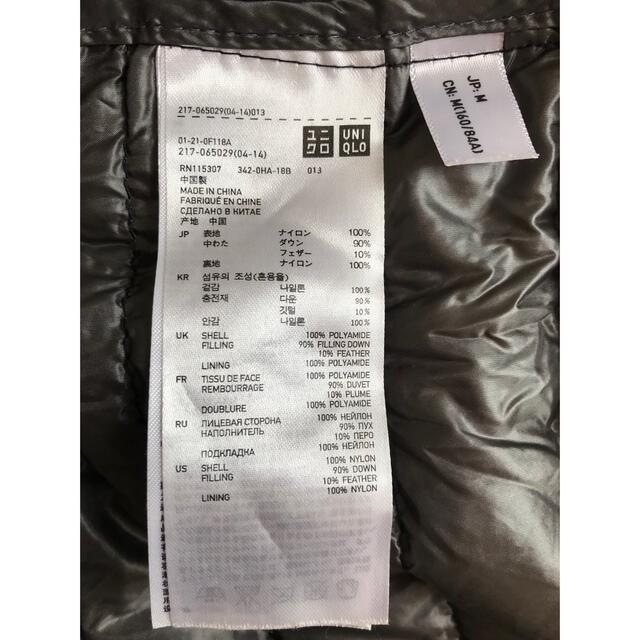 217-065029(04-14)013
01-21-0F118A
217-065029(04-14)
ユニ
クロ
UNI
QLO
RN115307 342-0HA-18B 013
中国製
MADE IN CHINA
FABRIQUÉ EN CHINE
СДЕЛАНО В КИТАЕ
产地 中国
JP 表地 ナイロン 100%
中わた ダウン 90%
フェザー 10%
裏地 ナイロン 100%
KR 섬유의 조성(혼용율)
겉감 나일론 100%
충전재 다운 90%
깃털 10%
안감 나일론 100%
UK SHELL 100% POLYAMIDE
FILLING 90% FILLING DOWN
10% FEATHER
LINING 100% POLYAMIDE
FR TISSU DE FACE 100% POLYAMIDE
REMBOURRAGE 90% DUVET
10% PLUME
DOUBLURE 100% POLYAMIDE
RU ЛИЦЕВАЯ СТОРОНА 100% НЕЙЛОН
НАПОЛНИТЕЛЬ 90% ПУХ
10% ПЕРО
ПОДКЛАДКА 100% НЕЙЛОН
US SHELL 100% NYLON
FILLING 90% DOWN
10% FEATHER
LINING 100% NYLON
JP: M
CN: M(160/84A)